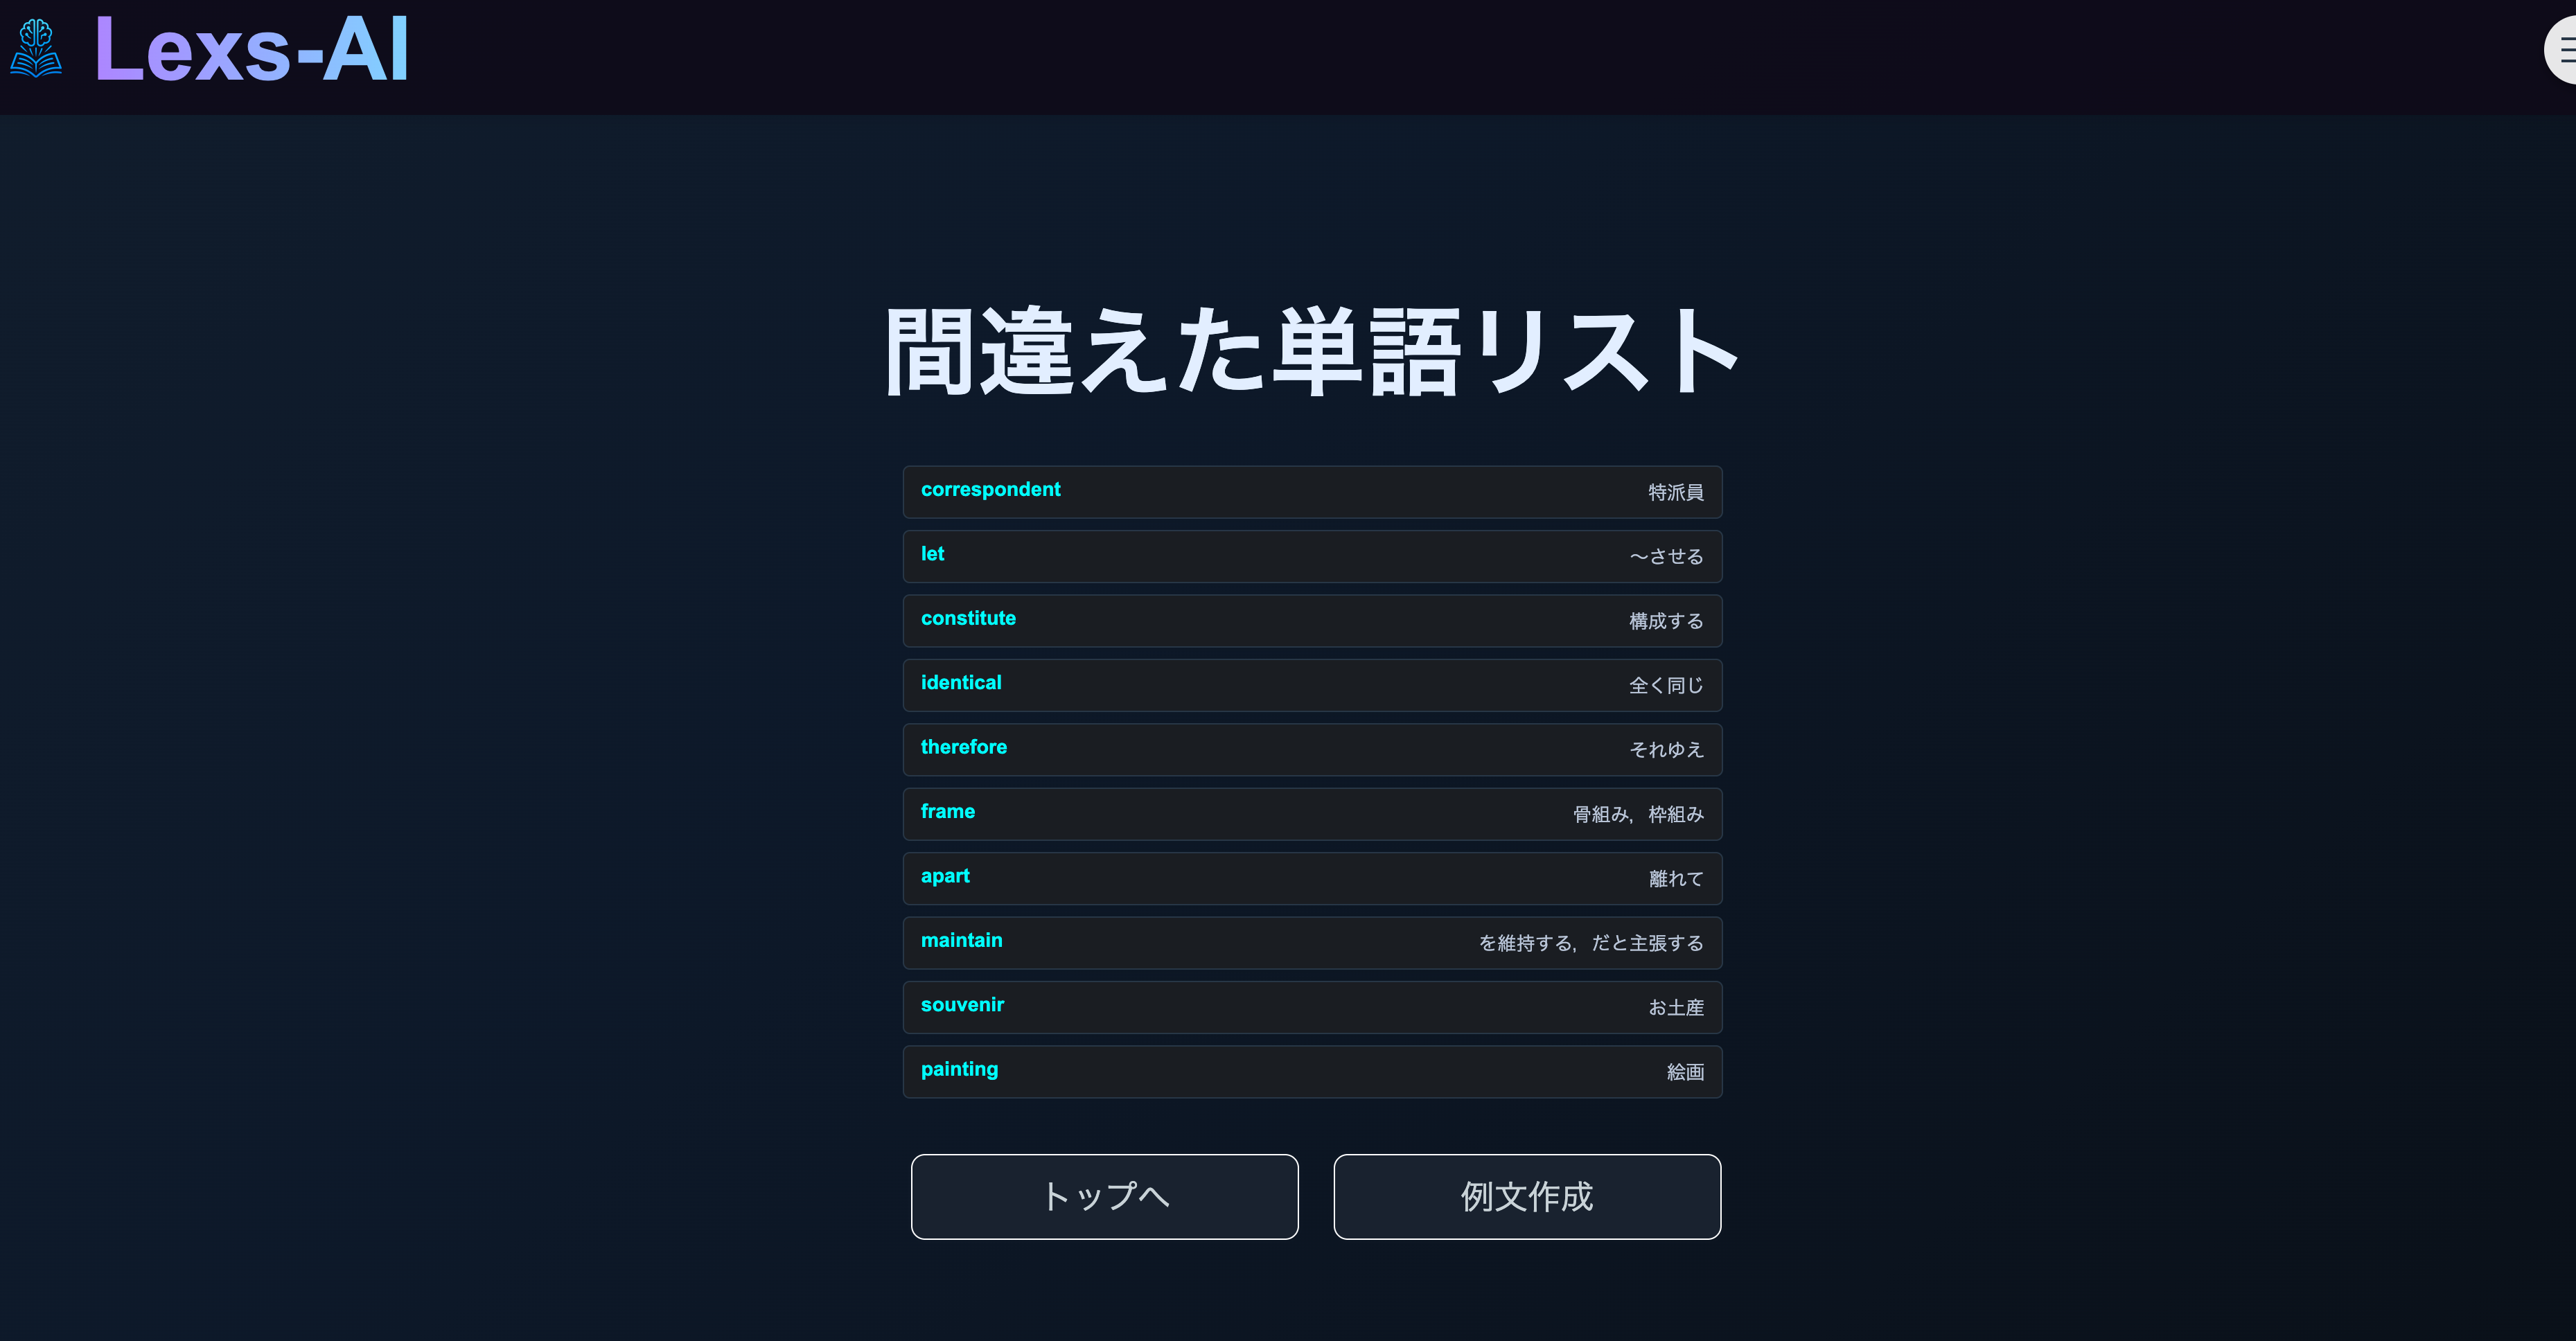 Lexs-AI
間違えた単語リスト
correspondent 特派員
let 〜させる
constitute 構成する
identical 全く同じ
therefore それゆえ
frame 骨組み，枠組み
apart 離れて
maintain を維持する，だと主張する
souvenir お土産
painting 絵画
トップへ 例文作成